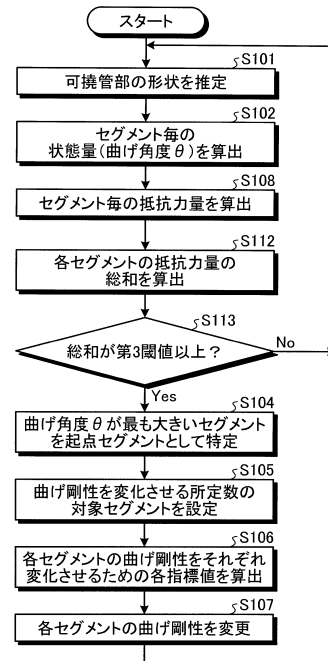 スタート
S101
可撓管部の形状を推定
S102
セグメント毎の
状態量(曲げ角度θ)を算出
S108
セグメント毎の抵抗力量を算出
S112
各セグメントの抵抗力量の
総和を算出
S113
総和が第3閾値以上?
No
Yes
S104
曲げ角度θが最も大きいセグメント
を起点セグメントとして特定
S105
曲げ剛性を変化させる所定数の
対象セグメントを設定
S106
各セグメントの曲げ剛性をそれぞれ
変化させるための各指標値を算出
S107
各セグメントの曲げ剛性を変更